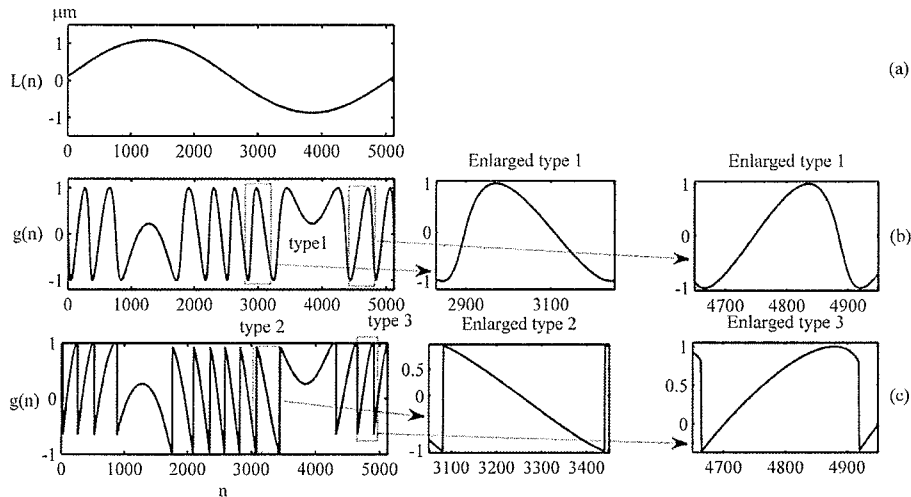 μm
1
L(n) 0
-1
(a)
0 1000 2000 3000 4000 5000
Enlarged type 1
Enlarged type 1
1
g(n) 0
-1
type1
1
0
-1
1
0
-1
(b)
0 1000 2000 3000 4000 5000
2900 3100
4700 4800 4900
type 2
type 3
Enlarged type 2
Enlarged type 3
1
g(n) 0
-1
0.5
0
-1
0.5
0
(c)
0 1000 2000 3000 4000 5000
3100 3200 3300 3400
4700 4800 4900
n